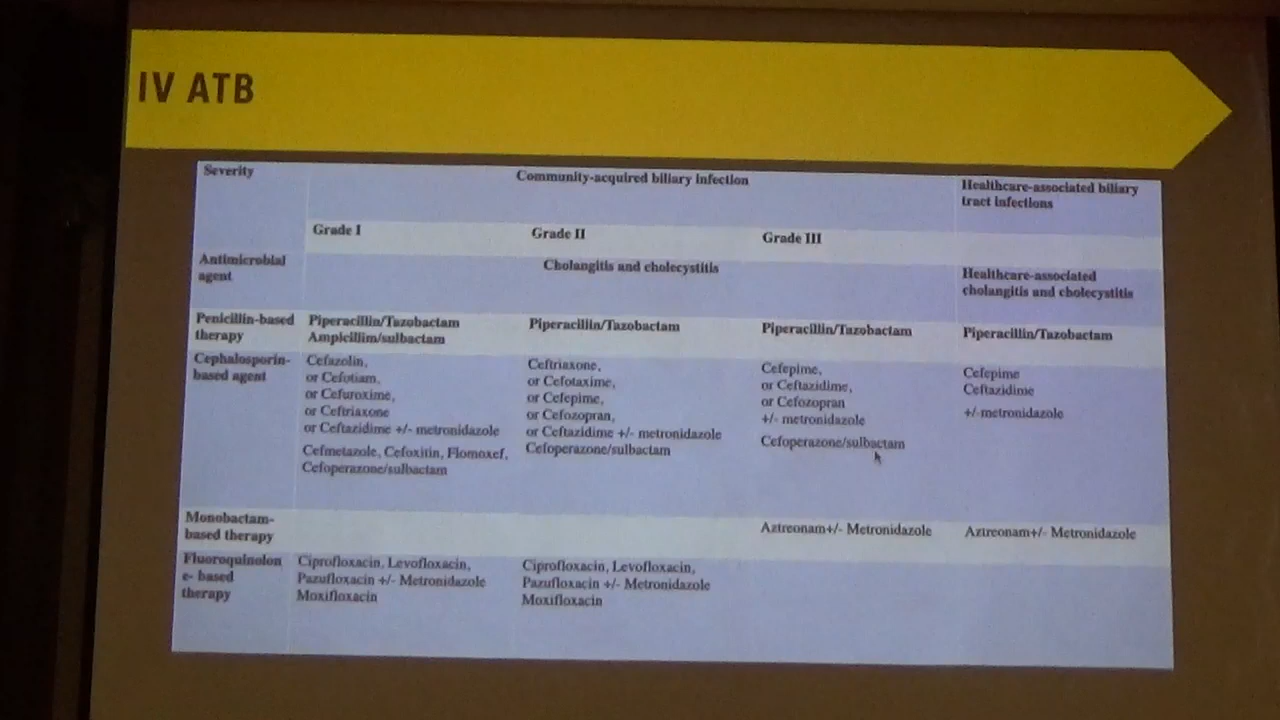 IV ATB
Severity
Community-acquired biliary infection
Healthcare-associated biliary
tract infections
Grade I
Grade II
Grade III
Antimicrobial
agent
Cholangitis and cholecystitis
Healthcare-associated
cholangitis and cholecystitis
Penicillin-based
therapy
Piperacillin/Tazobactam
Ampicillim/sulbactam
Piperacillin/Tazobactam
Piperacillin/Tazobactam
Piperacillin/Tazobactam
Cephalosporin-
based agent
Cefazolin,
or Cefotiam,
or Cefuroxime,
or Ceftriaxone
or Ceftazidime +/- metronidazole
Cefmetazole, Cefoxitin, Flomoxef,
Cefoperazone/sulbactam
Ceftriaxone,
or Cefotaxime,
or Cefepime,
or Cefozopran,
or Ceftazidime +/- metronidazole
Cefoperazone/sulbactam
Cefepime,
or Ceftazidime,
or Cefozopran
+/- metronidazole
Cefoperazone/sulbactam
Cefepime
Ceftazidime
+/- metronidazole
Monobactam-
based therapy
Aztreonam+/- Metronidazole
Aztreonam+/- Metronidazole
Fluoroquinolon
e- based
therapy
Ciprofloxacin, Levofloxacin,
Pazufloxacin +/- Metronidazole
Moxifloxacin
Ciprofloxacin, Levofloxacin,
Pazufloxacin +/- Metronidazole
Moxifloxacin